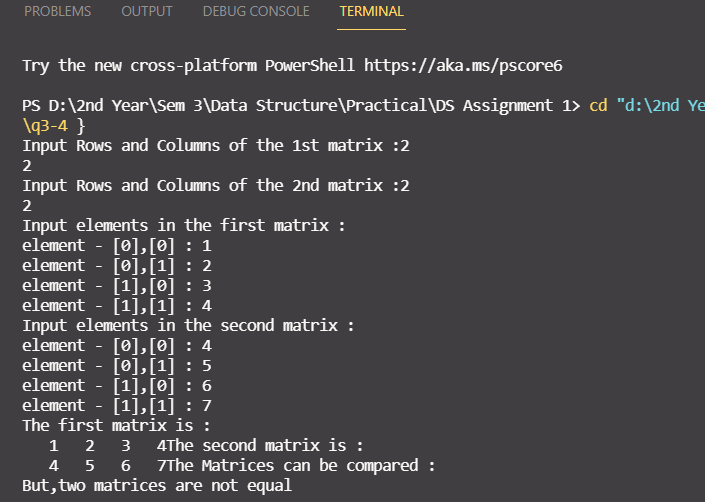 PROBLEMS OUTPUT DEBUG CONSOLE TERMINAL
Try the new cross-platform PowerShell https://aka.ms/pscore6
PS D:\2nd Year\Sem 3\Data Structure\Practical\DS Assignment 1> cd "d:\2nd Ye
\q3-4 }
Input Rows and Columns of the 1st matrix :2
2
Input Rows and Columns of the 2nd matrix :2
2
Input elements in the first matrix :
element - [0],[0] : 1
element - [0],[1] : 2
element - [1],[0] : 3
element - [1],[1] : 4
Input elements in the second matrix :
element - [0],[0] : 4
element - [0],[1] : 5
element - [1],[0] : 6
element - [1],[1] : 7
The first matrix is :
   1   2   3   4The second matrix is :
   4   5   6   7The Matrices can be compared :
But,two matrices are not equal